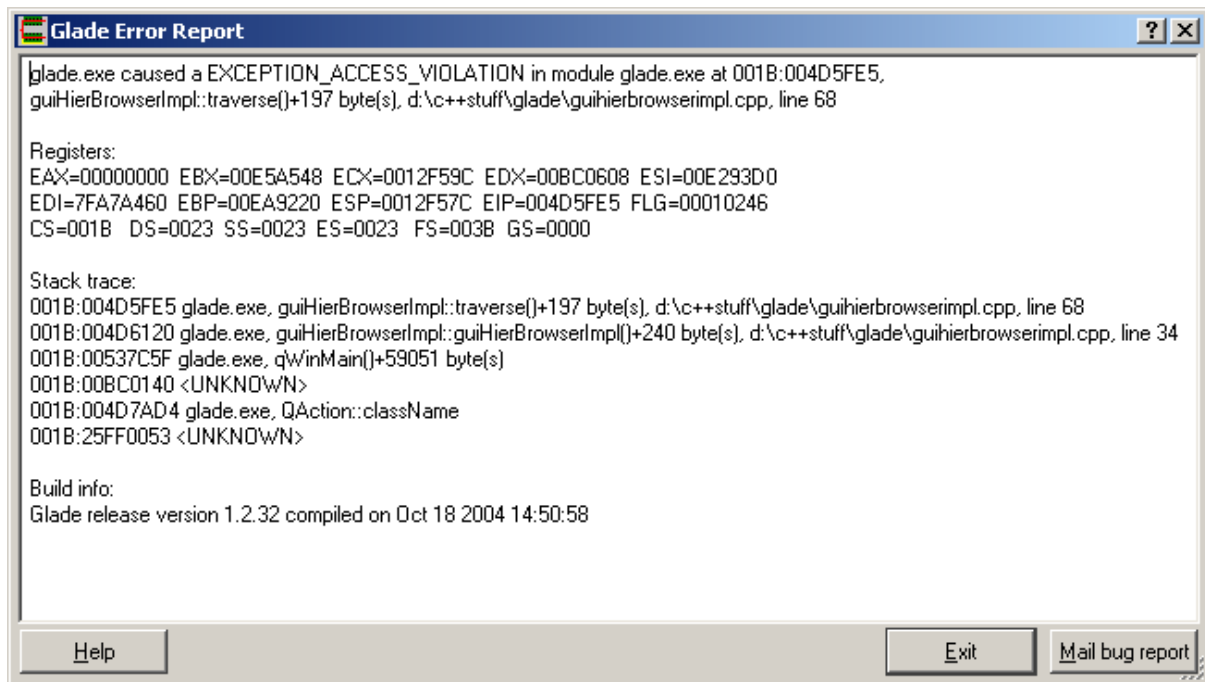 Glade Error Report
glade.exe caused a EXCEPTION_ACCESS_VIOLATION in module glade.exe at 001B:004D5FE5,
guiHierBrowserImpl::traverse()+197 byte(s), d:\c++stuff\glade\guihierbrowserimpl.cpp, line 68
Registers:
EAX=00000000 EBX=00E5A548 ECX=0012F59C EDX=00BC0608 ESI=00E293D0
EDI=7FA7A460 EBP=00EA9220 ESP=0012F57C EIP=004D5FE5 FLG=00010246
CS=001B DS=0023 SS=0023 ES=0023 FS=003B GS=0000
Stack trace:
001B:004D5FE5 glade.exe, guiHierBrowserImpl::traverse()+197 byte(s), d:\c++stuff\glade\guihierbrowserimpl.cpp, line 68
001B:004D6120 glade.exe, guiHierBrowserImpl::guiHierBrowserImpl()+240 byte(s), d:\c++stuff\glade\guihierbrowserimpl.cpp, line 34
001B:00537C5F glade.exe, qWinMain()+59051 byte(s)
001B:00BC0140 <UNKNOWN>
001B:004D7AD4 glade.exe, QAction::className
001B:25FF0053 <UNKNOWN>
Build info:
Glade release version 1.2.32 compiled on Oct 18 2004 14:50:58
Help
Exit
Mail bug report